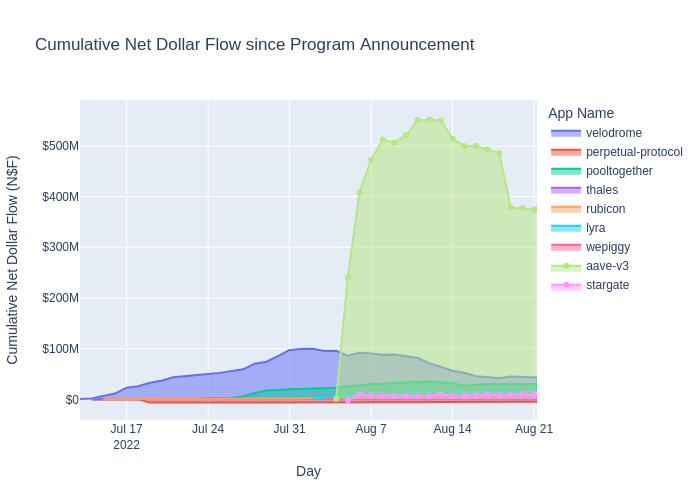 Cumulative Net Dollar Flow since Program Announcement
App Name
velodrome
perpetual-protocol
pooltogether
thales
rubicon
lyra
wepiggy
aave-v3
stargate
Cumulative Net Dollar Flow (N$F)
$500M
$400M
$300M
$200M
$100M
$0
Jul 17
2022
Jul 24
Jul 31
Aug 7
Aug 14
Aug 21
Day